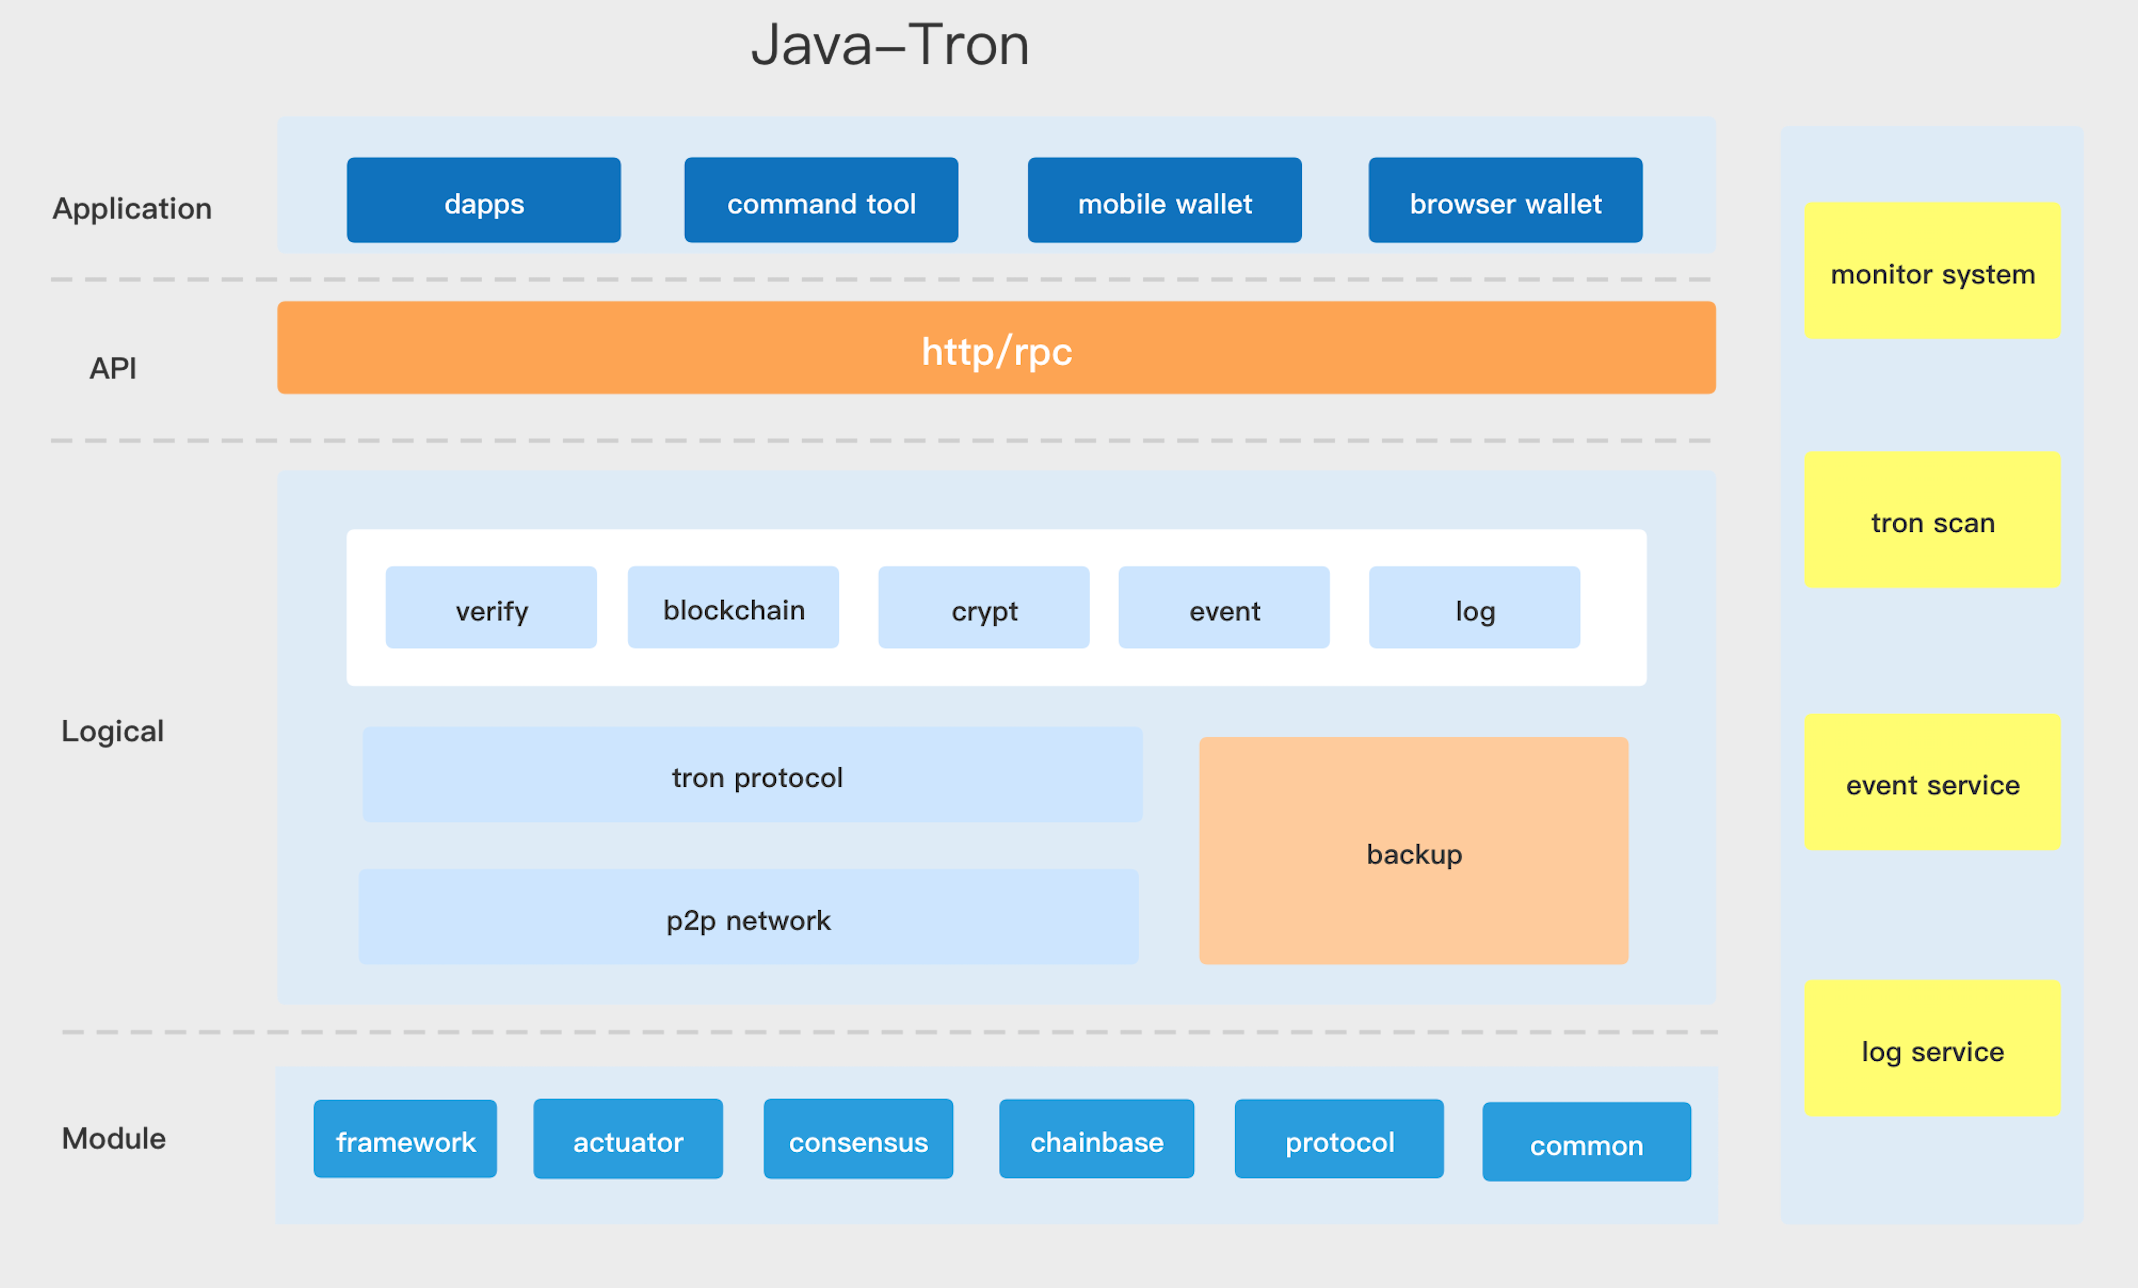 Java-Tron
Application
dapps
command tool
mobile wallet
browser wallet
API
http/rpc
Logical
verify
blockchain
crypt
event
log
tron protocol
backup
p2p network
Module
framework
actuator
consensus
chainbase
protocol
common
monitor system
tron scan
event service
log service